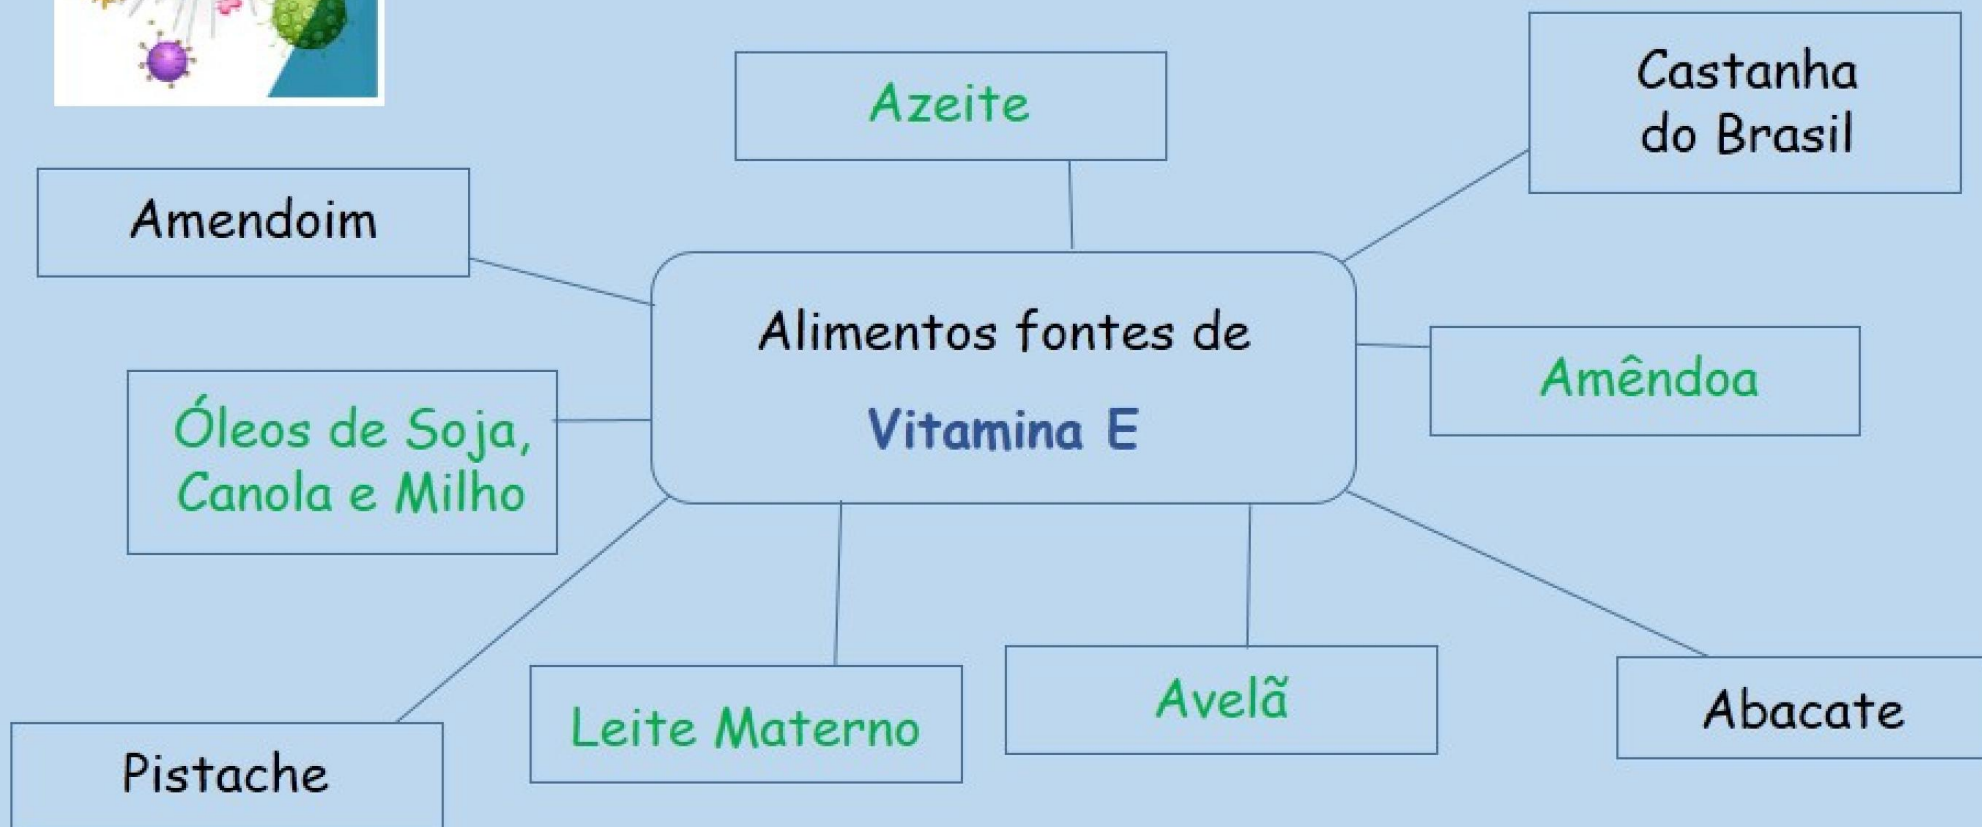 Azeite
Castanha
do Brasil
Amendoim
Alimentos fontes de
Vitamina E
Amêndoa
Óleos de Soja,
Canola e Milho
Leite Materno
Avelã
Abacate
Pistache